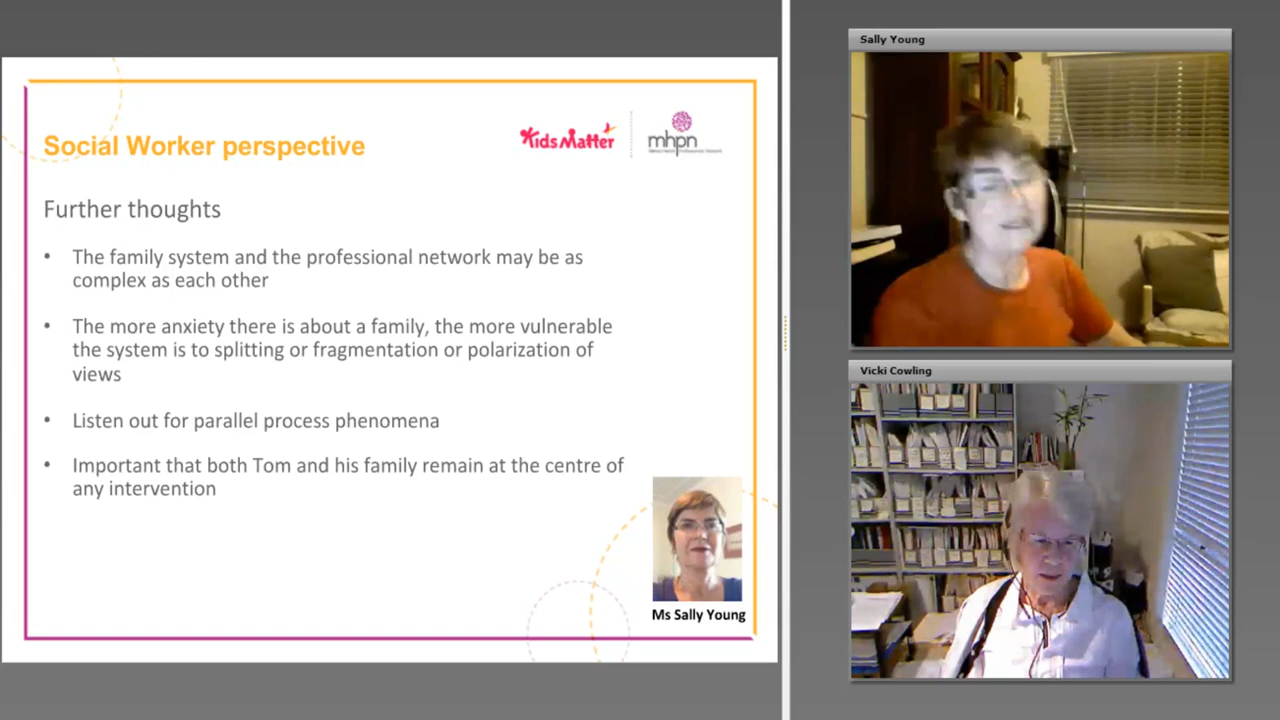 Social Worker perspective
KidsMatter
mhpn
Further thoughts
• The family system and the professional network may be as
complex as each other
• The more anxiety there is about a family, the more vulnerable
the system is to splitting or fragmentation or polarization of
views
• Listen out for parallel process phenomena
• Important that both Tom and his family remain at the centre of
any intervention
Ms Sally Young
Sally Young
Vicki Cowling